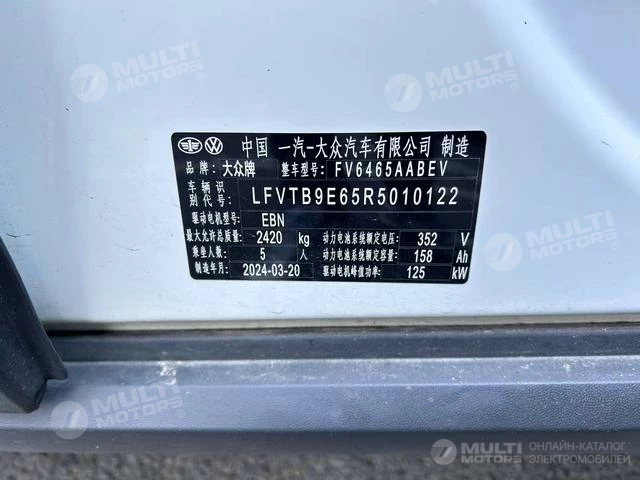 MULTI MOTORS
MULTI MOTORS
中国 一汽-大众汽车有限公司 制造
品牌: 大众牌 整车型号: FV6465AABEV
车辆识别代号: LFVTB9E65R5010122
驱动电机型号: EBN
最大允许总质量: 2420 kg 动力电池系统额定电压: 352 V
乘坐人数: 5 人 动力电池系统额定容量: 158 Ah
制造年月: 2024-03-20 驱动电机峰值功率: 125 kW
MULTI MOTORS
MULTI MOTORS
MULTI MOTORS
MULTI MOTORS ОНЛАЙН-КАТАЛОГ ЭЛЕКТРОМОБИЛЕЙ